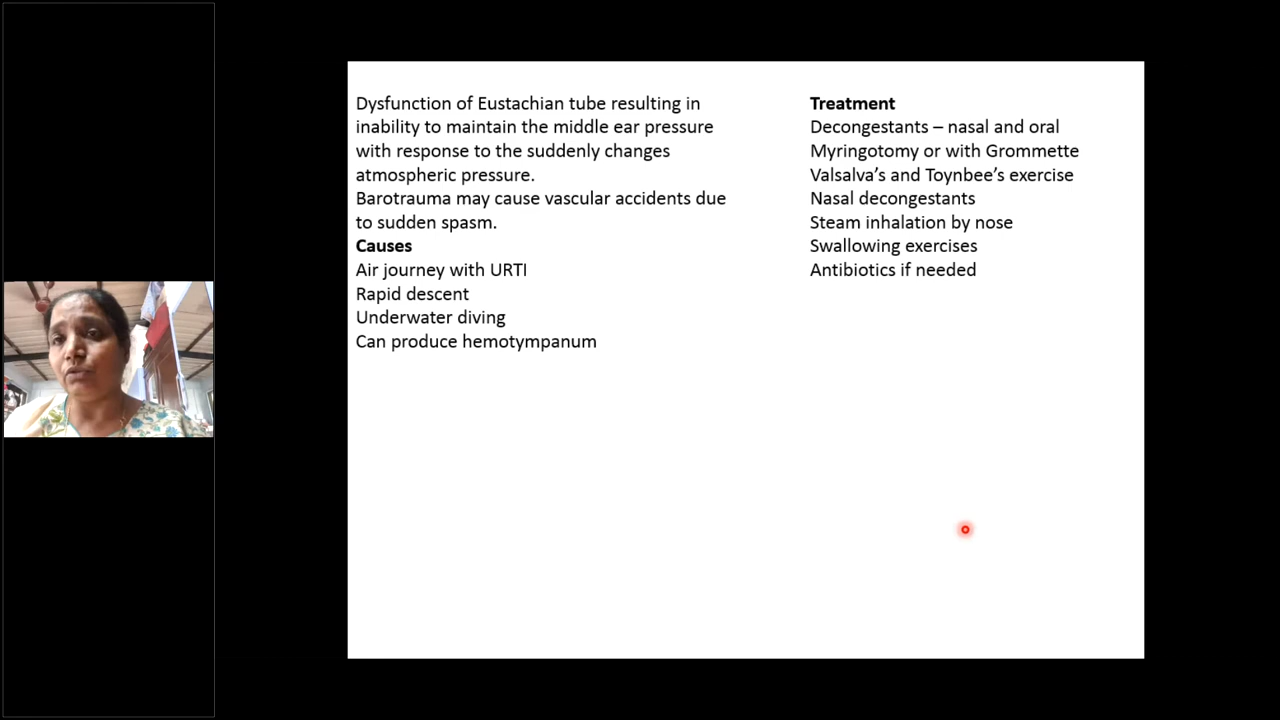 Dysfunction of Eustachian tube resulting in
inability to maintain the middle ear pressure
with response to the suddenly changes
atmospheric pressure.
Barotrauma may cause vascular accidents due
to sudden spasm.
Causes
Air journey with URTI
Rapid descent
Underwater diving
Can produce hemotympanum
Treatment
Decongestants – nasal and oral
Myringotomy or with Grommette
Valsalva’s and Toynbee’s exercise
Nasal decongestants
Steam inhalation by nose
Swallowing exercises
Antibiotics if needed